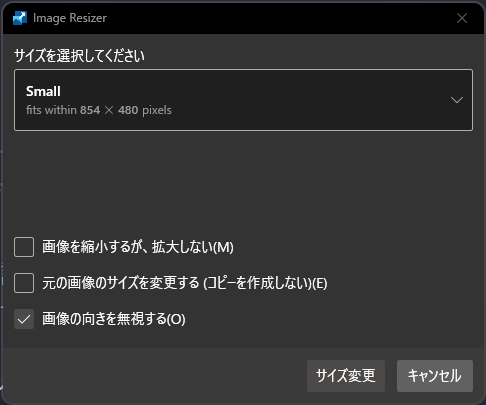 Image Resizer
サイズを選択してください
Small
fits within 854 × 480 pixels
画像を縮小するが、拡大しない(M)
元の画像のサイズを変更する (コピーを作成しない)(E)
画像の向きを無視する(O)
サイズ変更 キャンセル